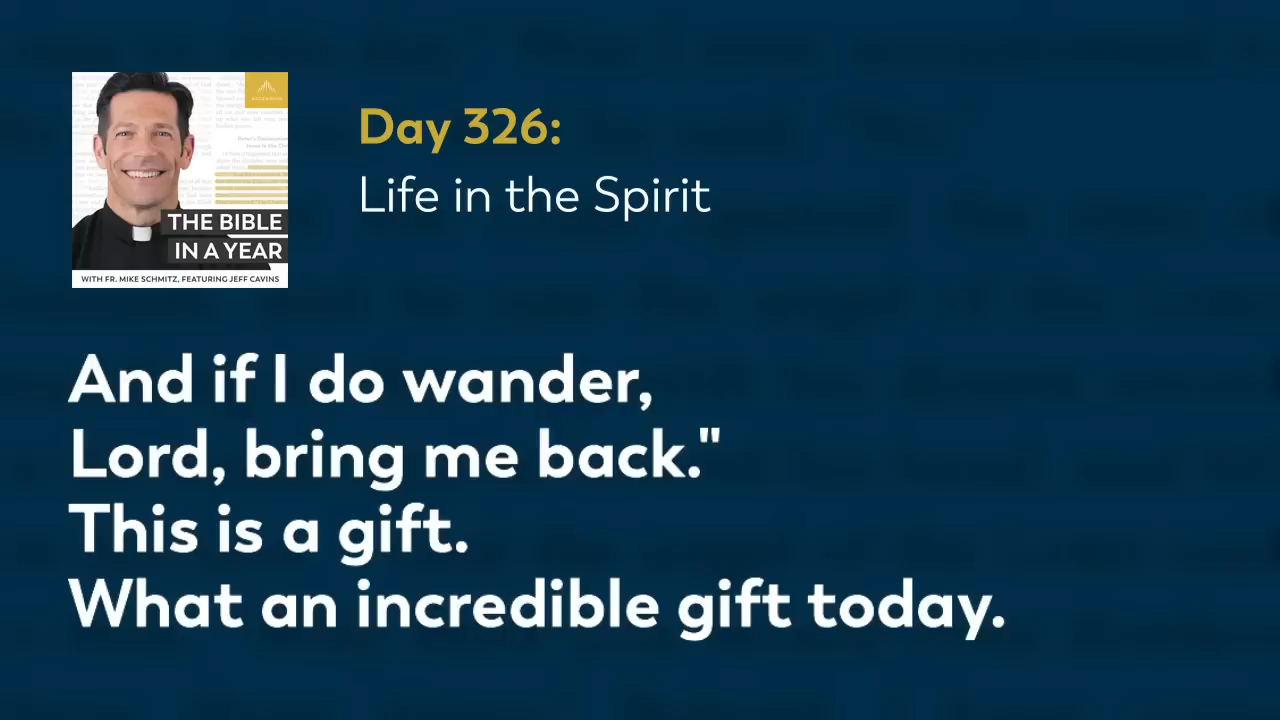 Day 326:
Life in the Spirit
THE BIBLE
IN A YEAR
WITH FR. MIKE SCHMITZ, FEATURING JEFF CAVINS
And if I do wander,
Lord, bring me back."
This is a gift.
What an incredible gift today.